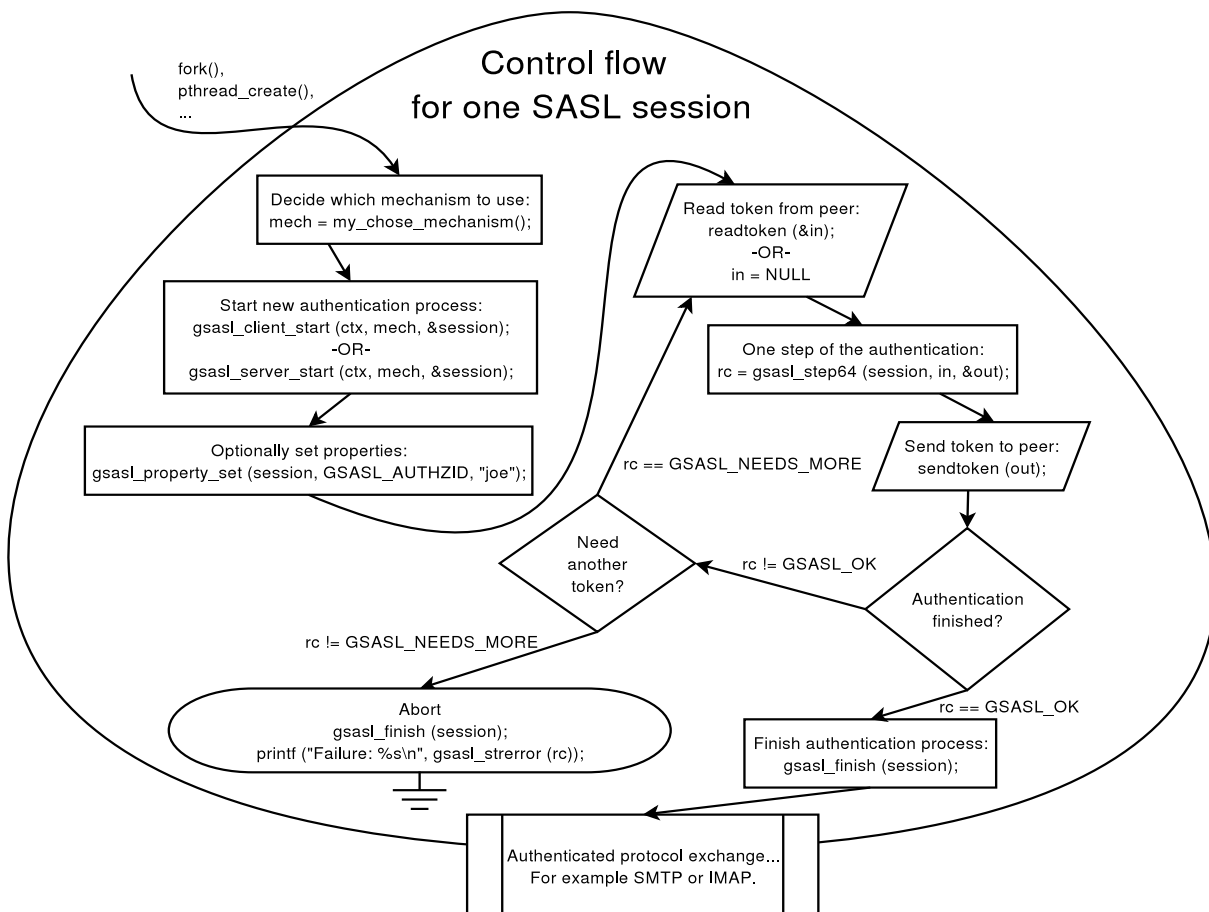 fork(),
pthread_create(),
...
Control flow
for one SASL session
Decide which mechanism to use:
mech = my_chose_mechanism();
Start new authentication process:
gsasl_client_start (ctx, mech, &session);
-OR-
gsasl_server_start (ctx, mech, &session);
Optionally set properties:
gsasl_property_set (session, GSASL_AUTHZID, "joe");
Read token from peer:
readtoken (&in);
-OR-
in = NULL
One step of the authentication:
rc = gsasl_step64 (session, in, &out);
Send token to peer:
sendtoken (out);
rc == GSASL_NEEDS_MORE
Need
another
token?
rc != GSASL_OK
Authentication
finished?
rc != GSASL_NEEDS_MORE
Abort
gsasl_finish (session);
printf ("Failure: %s\n", gsasl_strerror (rc));
rc == GSASL_OK
Finish authentication process:
gsasl_finish (session);
Authenticated protocol exchange...
For example SMTP or IMAP.